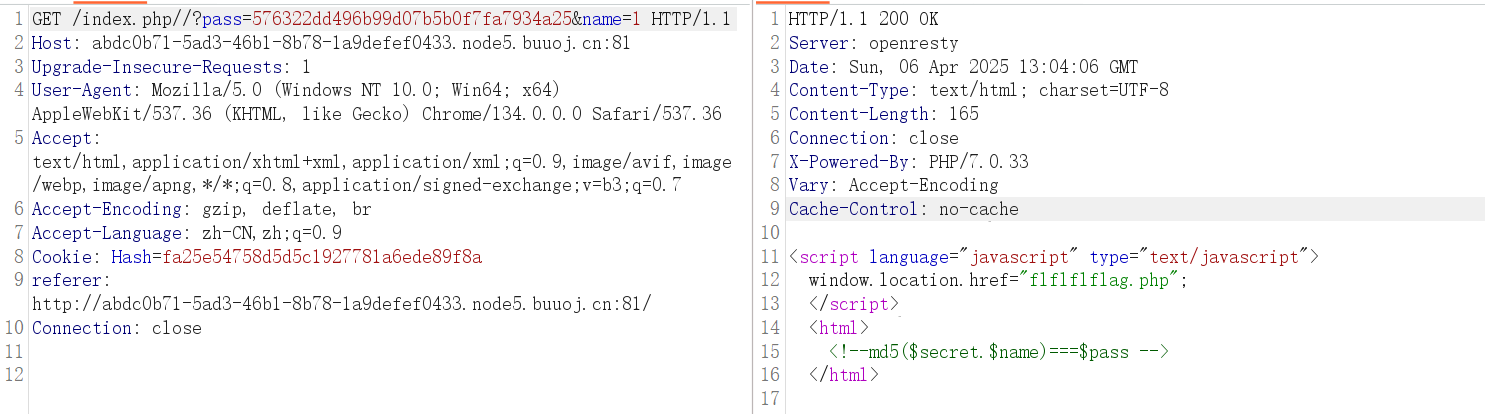 1 GET /index.php//?pass=576322dd496b99d07b5b0f7fa7934a25&name=1 HTTP/1.1
2 Host: abdc0b71-5ad3-46b1-8b78-1a9defef0433.node5.buuoj.cn:81
3 Upgrade-Insecure-Requests: 1
4 User-Agent: Mozilla/5.0 (Windows NT 10.0; Win64; x64)
AppleWebKit/537.36 (KHTML, like Gecko) Chrome/134.0.0.0 Safari/537.36
5 Accept:
text/html,application/xhtml+xml,application/xml;q=0.9,image/avif,image
/webp,image/apng,*/*;q=0.8,application/signed-exchange;v=b3;q=0.7
6 Accept-Encoding: gzip, deflate, br
7 Accept-Language: zh-CN,zh;q=0.9
8 Cookie: Hash=fa25e54758d5d5c1927781a6ede89f8a
9 referer:
http://abdc0b71-5ad3-46b1-8b78-1a9defef0433.node5.buuoj.cn:81/
10 Connection: close
11
12
1 HTTP/1.1 200 OK
2 Server: openresty
3 Date: Sun, 06 Apr 2025 13:04:06 GMT
4 Content-Type: text/html; charset=UTF-8
5 Content-Length: 165
6 Connection: close
7 X-Powered-By: PHP/7.0.33
8 Vary: Accept-Encoding
9 Cache-Control: no-cache
10
11 <script language="javascript" type="text/javascript">
12 window.location.href="flflflflag.php";
13 </script>
14 <html>
15 <!--md5($secret.$name)===$pass -->
16 </html>
17